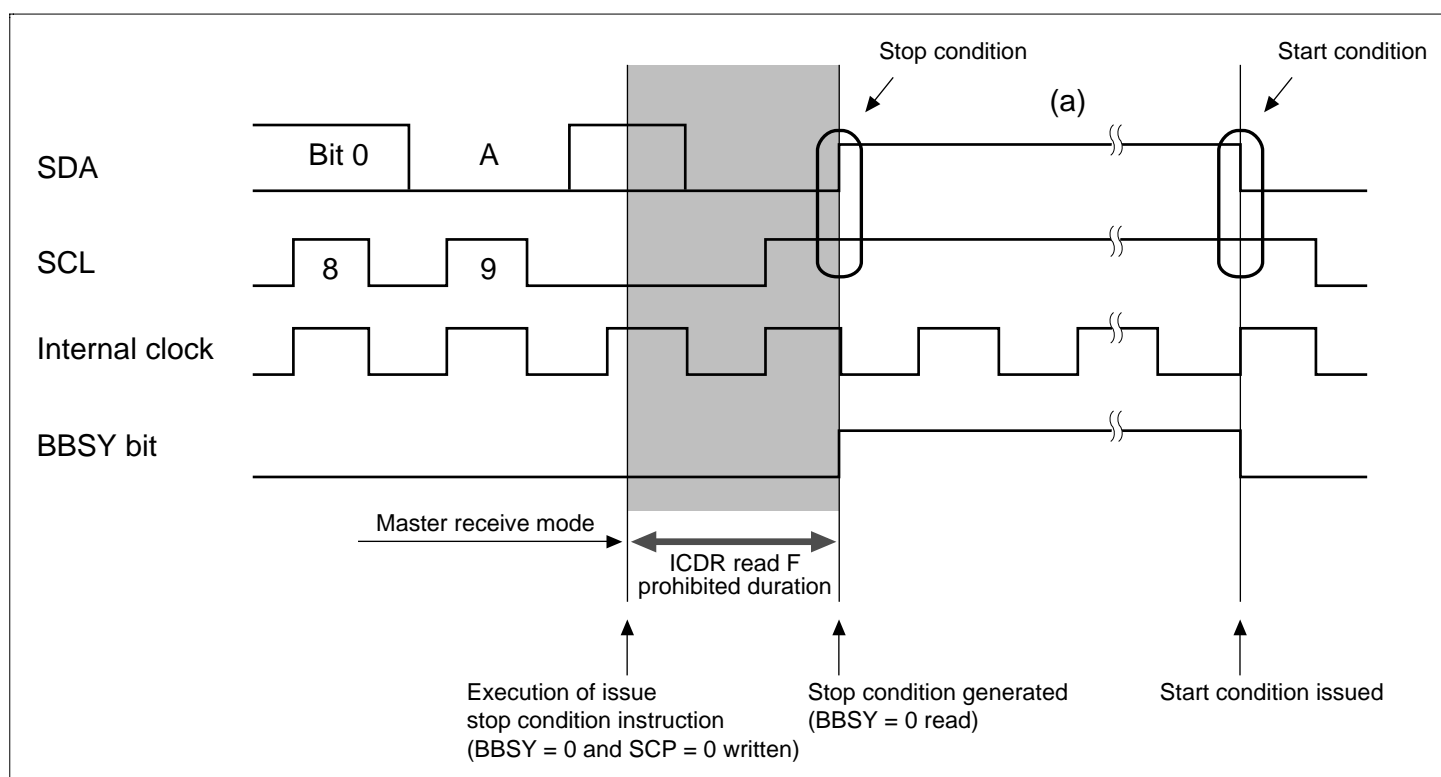 Stop condition
Start condition
(a)
SDA
Bit 0
A
SCL
8
9
Internal clock
BBSY bit
Master receive mode
ICDR read F
prohibited duration
Execution of issue
stop condition instruction
(BBSY = 0 and SCP = 0 written)
Stop condition generated
(BBSY = 0 read)
Start condition issued